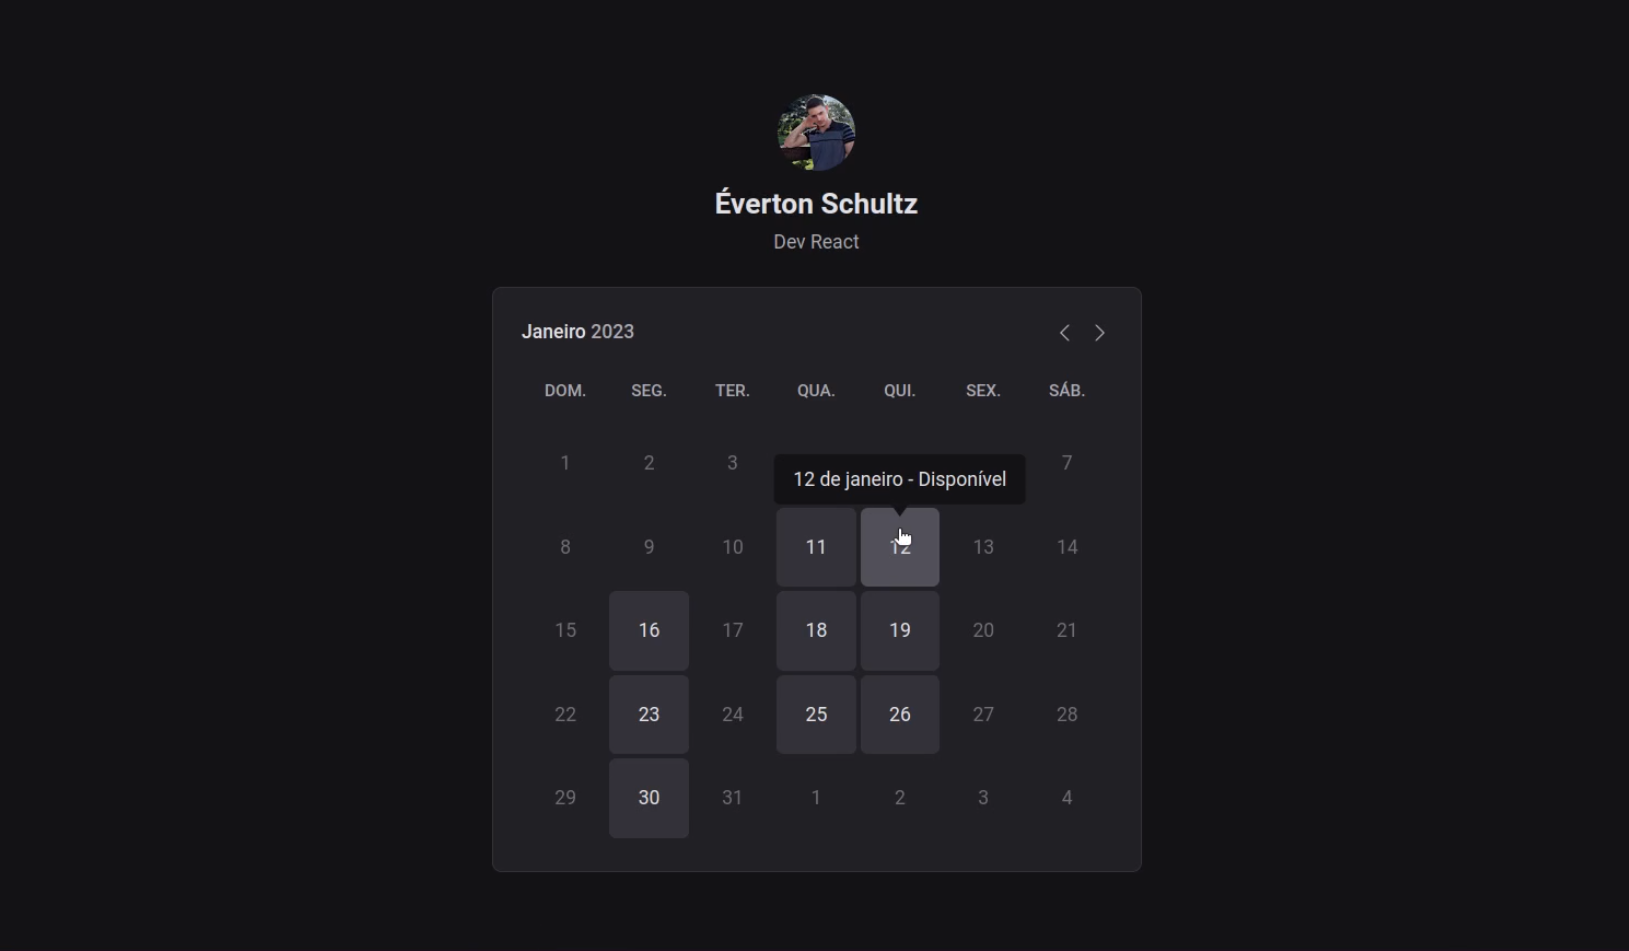 Éverton Schultz
Dev React
Janeiro 2023
DOM. SEG. TER. QUA. QUI. SEX. SÁB.
1 2 3 7
12 de janeiro - Disponível
8 9 10 11 12 13 14
15 16 17 18 19 20 21
22 23 24 25 26 27 28
29 30 31 1 2 3 4